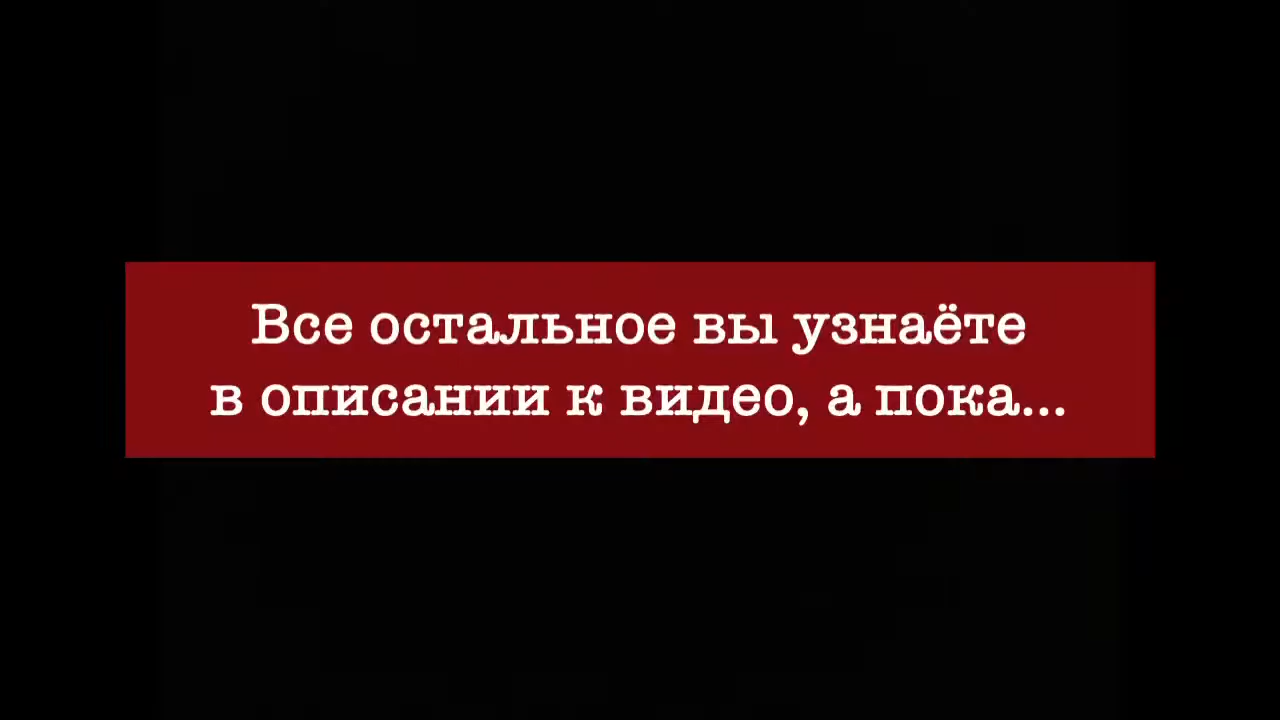 Все остальное вы узнаёте
в описании к видео, а пока...